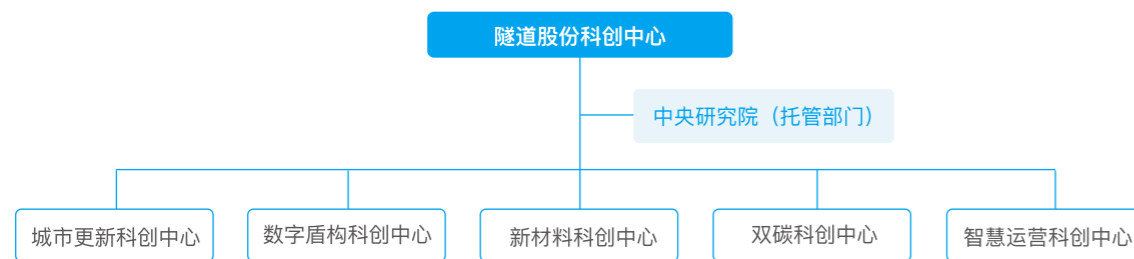 隧道股份科创中心
中央研究院（托管部门）
城市更新科创中心
数字盾构科创中心
新材料科创中心
双碳科创中心
智慧运营科创中心